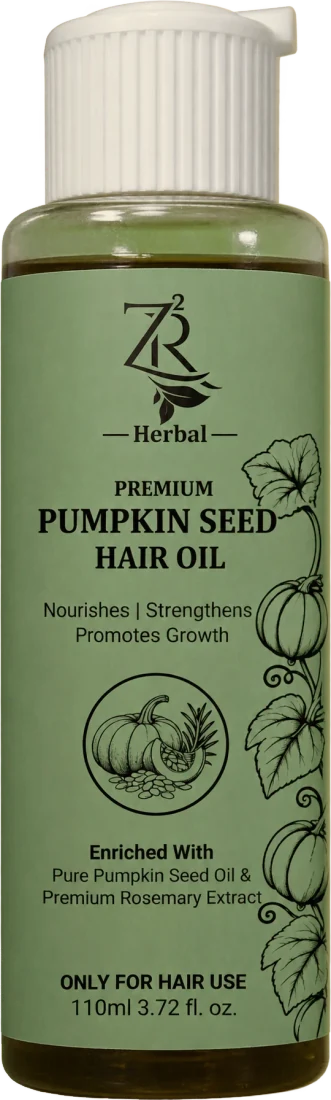 Z²R
— Herbal —
PREMIUM
PUMPKIN SEED
HAIR OIL
Nourishes | Strengthens
Promotes Growth
Enriched With
Pure Pumpkin Seed Oil &
Premium Rosemary Extract
ONLY FOR HAIR USE
110ml 3.72 fl. oz.